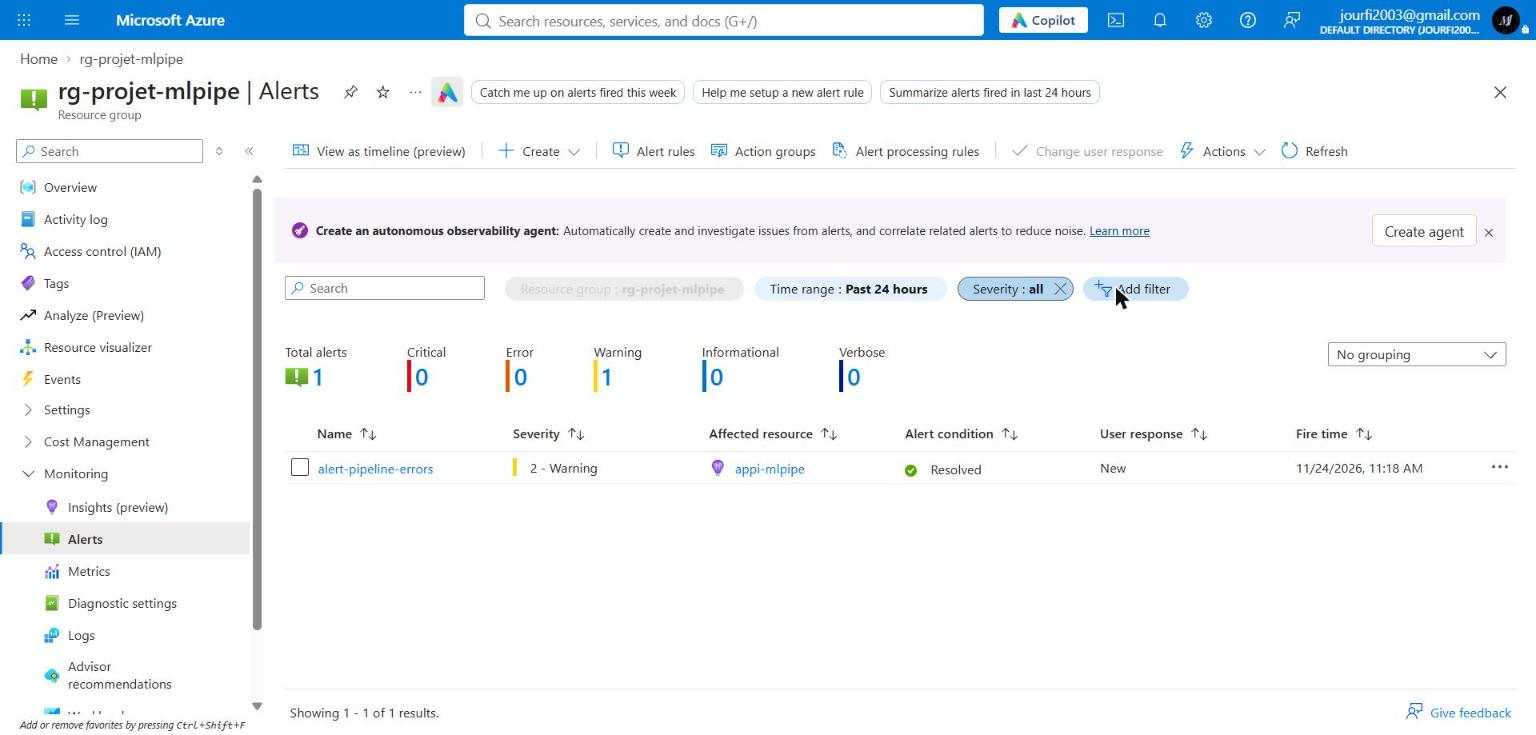 Microsoft Azure
Search resources, services, and docs (G+/)
Copilot
jourfi2003@gmail.com
DEFAULT DIRECTORY (JOURFI200...
Home > rg-projet-mlpipe
rg-projet-mlpipe | Alerts
Resource group
Catch me up on alerts fired this week
Help me setup a new alert rule
Summarize alerts fired in last 24 hours
Search
Overview
Activity log
Access control (IAM)
Tags
Analyze (Preview)
Resource visualizer
Events
Settings
Cost Management
Monitoring
Insights (preview)
Alerts
Metrics
Diagnostic settings
Logs
Advisor
recommendations
Add or remove favorites by pressing Ctrl+Shift+F
View as timeline (preview)
Create
Alert rules
Action groups
Alert processing rules
Change user response
Actions
Refresh
Create an autonomous observability agent: Automatically create and investigate issues from alerts, and correlate related alerts to reduce noise. Learn more
Create agent
Search
Resource group : rg-projet-mlpipe
Time range : Past 24 hours
Severity : all
Add filter
Total alerts
1
Critical
0
Error
0
Warning
1
Informational
0
Verbose
0
No grouping
Name Severity Affected resource Alert condition User response Fire time
alert-pipeline-errors 2 - Warning appi-mlpipe Resolved New 11/24/2026, 11:18 AM
Showing 1 - 1 of 1 results.
Give feedback